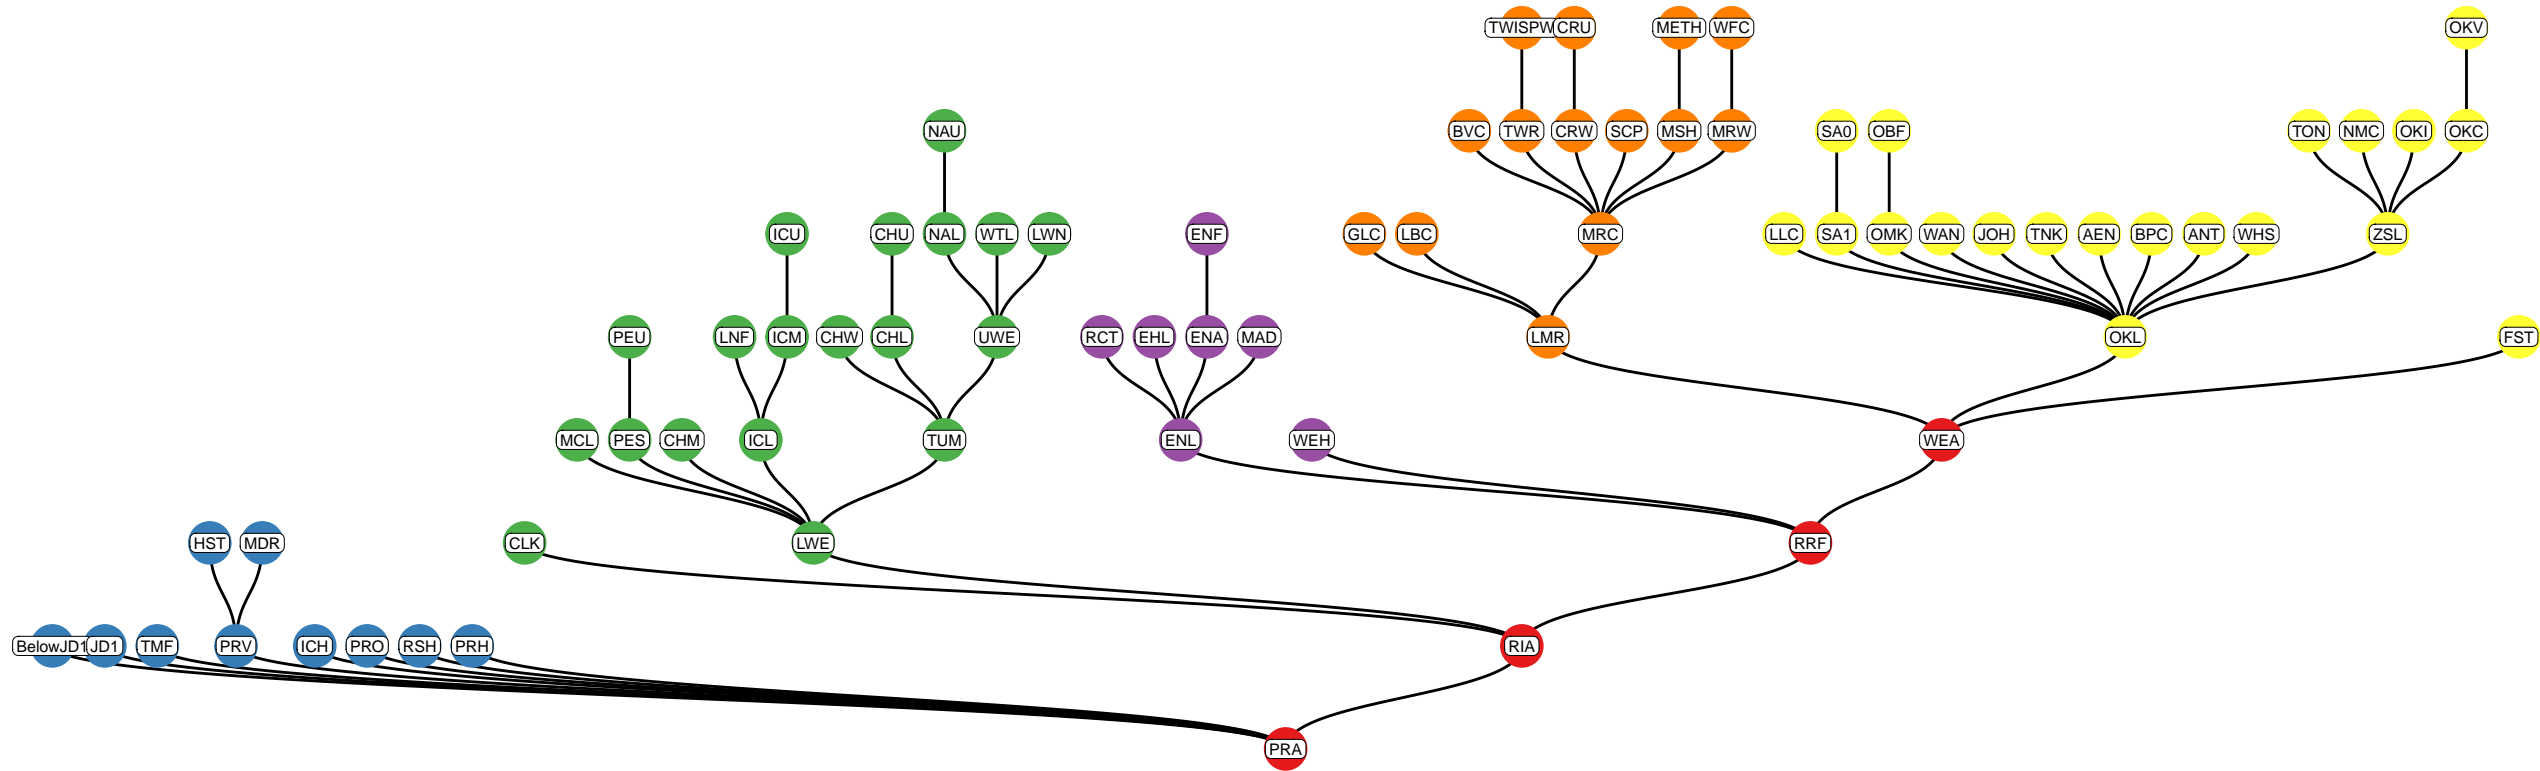 TWISPW CRU METH WFC OKV
NAU BVC TWR CRW SCP MSH MRW SA0 OBF TON NMC OKI OKC
ICU CHU NAL WTL LWN ENF GLC LBC MRC LLC SA1 OMK WAN JOH TNK AEN BPC ANT WHS ZSL
PEU LNF ICM CHW CHL UWE RCT EHL ENA MAD LMR OKL FST
MCL PES CHM ICL TUM ENL WEH WEA
HST MDR CLK LWE RRF
BelowJD1 JD1 TMF PRV ICH PRO RSH PRH RIA
PRA